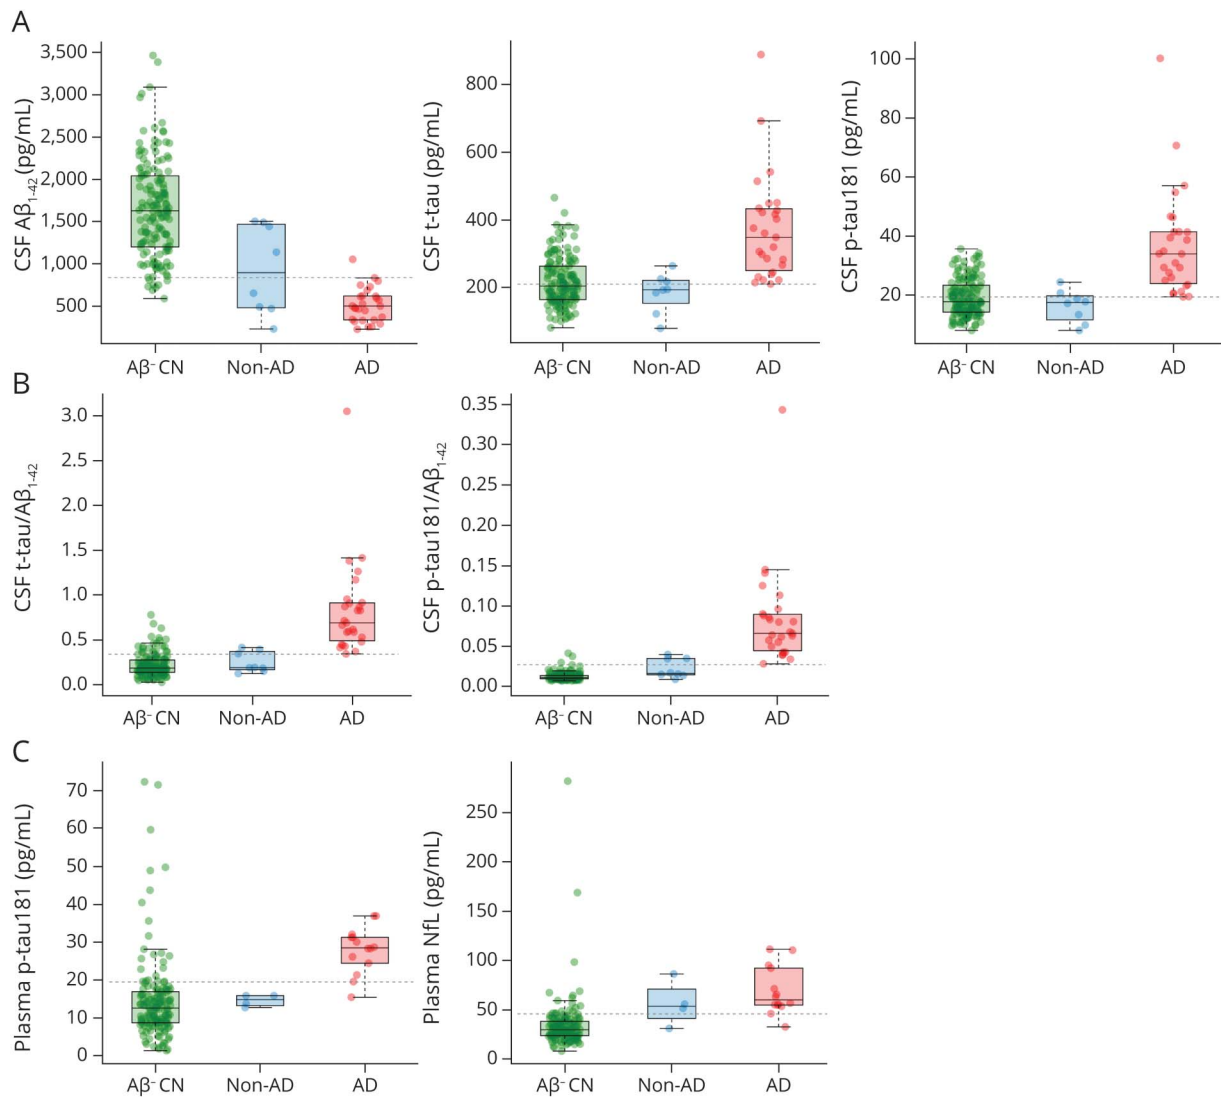 A
CSF Aβ1-42 (pg/mL)
3,500
3,000
2,500
2,000
1,500
1,000
500
Aβ⁻ CN Non-AD AD
CSF t-tau (pg/mL)
800
600
400
200
Aβ⁻ CN Non-AD AD
CSF p-tau181 (pg/mL)
100
80
60
40
20
Aβ⁻ CN Non-AD AD
B
CSF t-tau/Aβ1-42
3.0
2.5
2.0
1.5
1.0
0.5
0.0
Aβ⁻ CN Non-AD AD
CSF p-tau181/Aβ1-42
0.35
0.30
0.25
0.20
0.15
0.10
0.05
0.00
Aβ⁻ CN Non-AD AD
C
Plasma p-tau181 (pg/mL)
70
60
50
40
30
20
10
0
Aβ⁻ CN Non-AD AD
Plasma NfL (pg/mL)
250
200
150
100
50
0
Aβ⁻ CN Non-AD AD